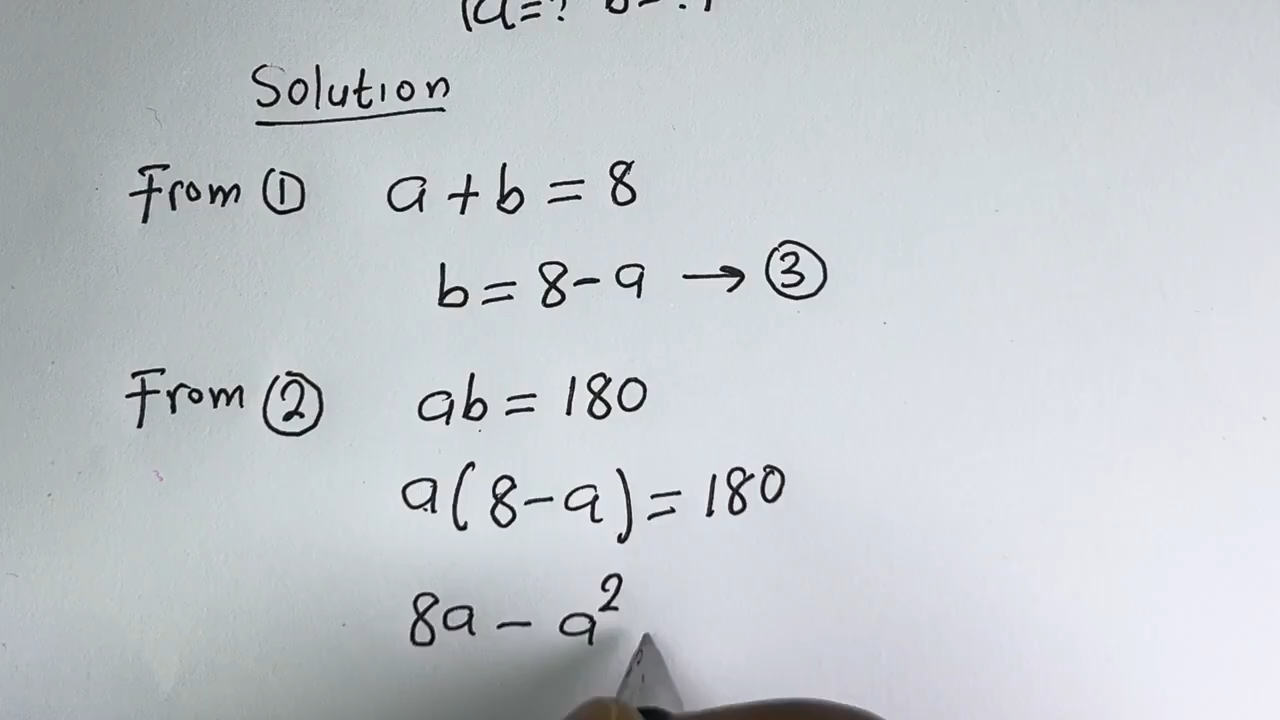 a=? b=?
Solution
From ① a + b = 8
b = 8 - a → ③
From ② ab = 180
a(8-a) = 180
8a - a²